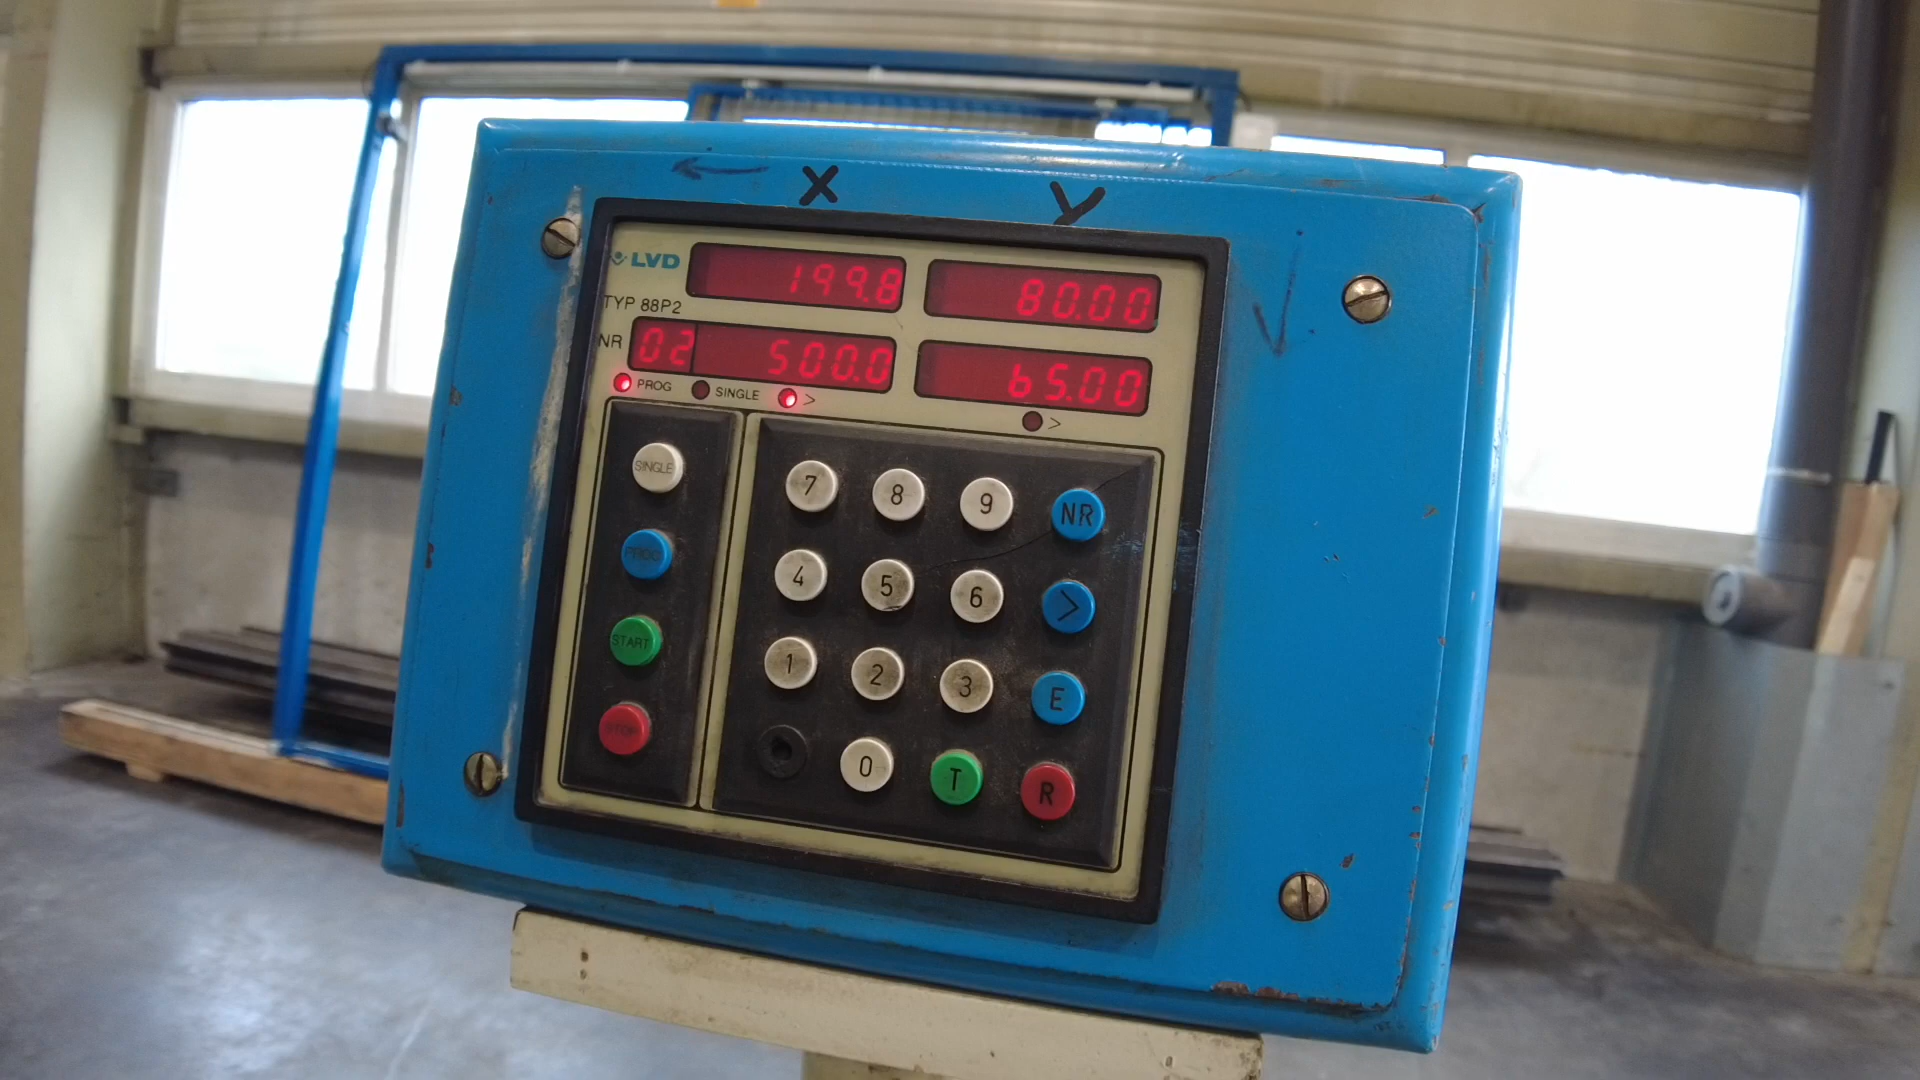 X Y
LVD 199.8 80.00
TYP 88P2
NR 02 500.0 65.00
PROG SINGLE > >
SINGLE 7 8 9 NR
PROG 4 5 6 >
START 1 2 3 E
STOP 0 T R